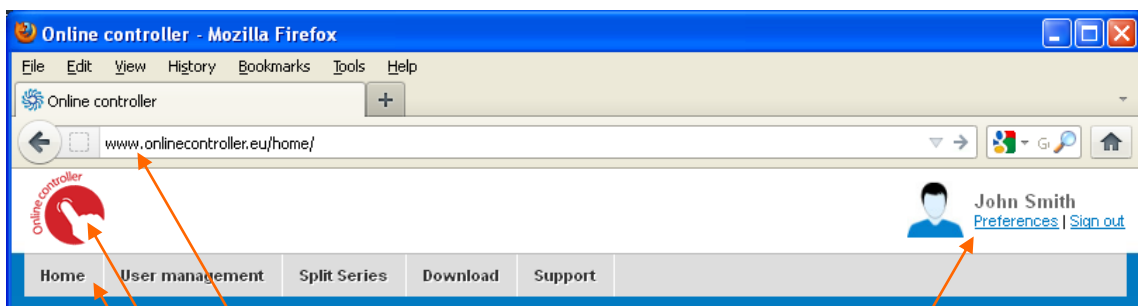 Online controller - Mozilla Firefox
File Edit View History Bookmarks Tools Help
Online controller
www.onlinecontroller.eu/home/
Online controller
John Smith
Preferences | Sign out
Home User management Split Series Download Support